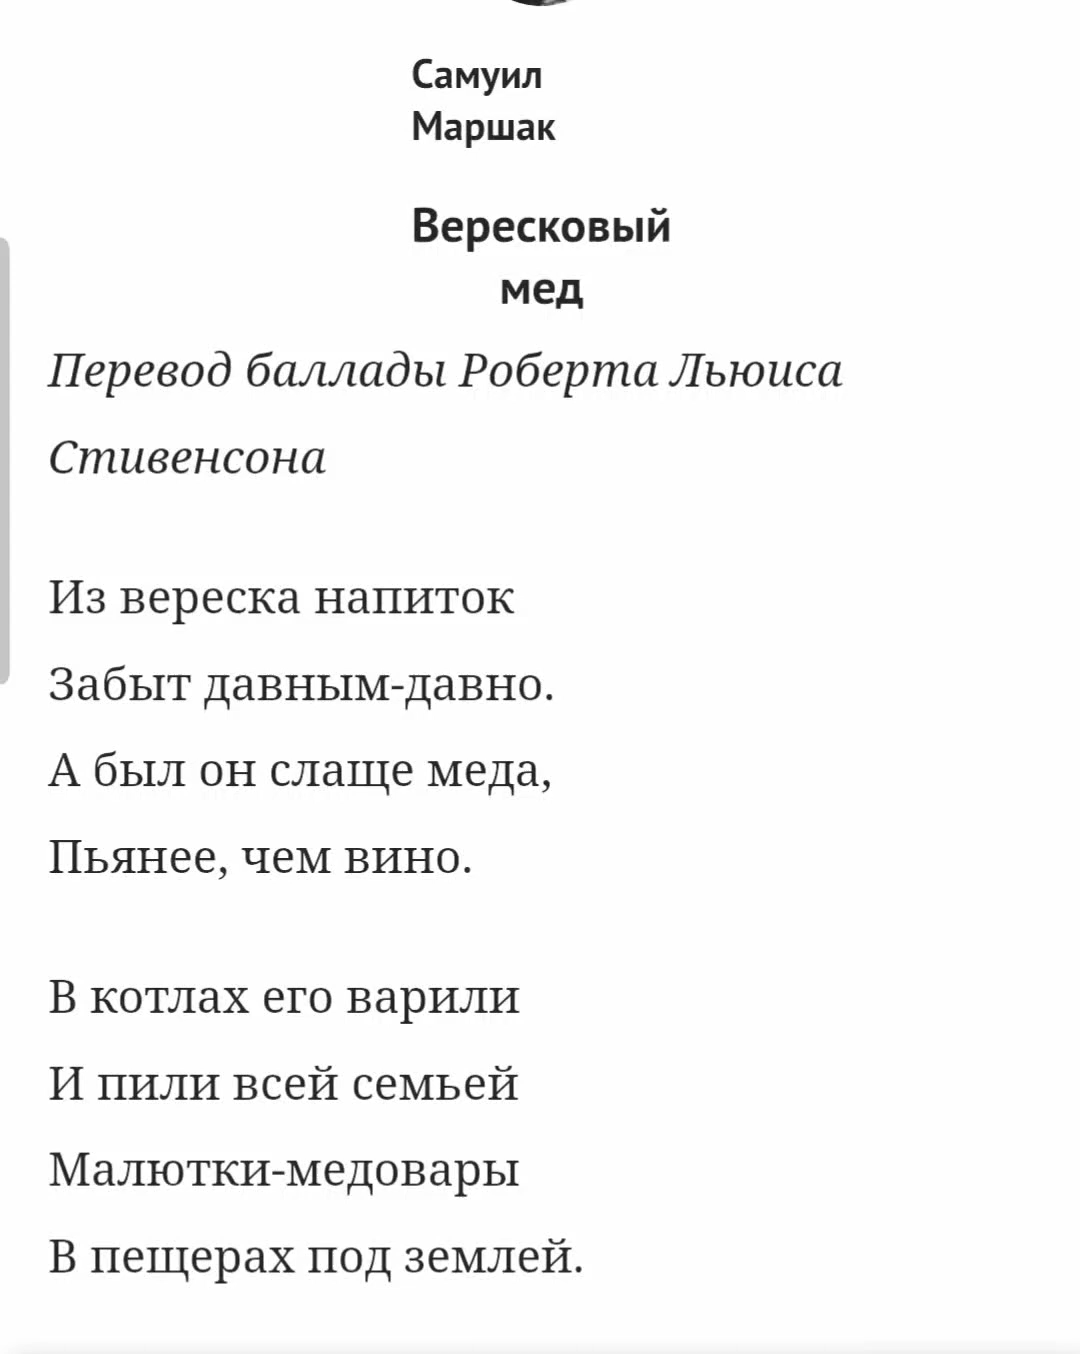 Самуил
Маршак
Вересковый
мед
Перевод баллады Роберта Льюиса
Стивенсона
Из вереска напиток
Забыт давным-давно.
А был он слаще меда,
Пьянее, чем вино.
В котлах его варили
И пили всей семьей
Малютки-медовары
В пещерах под землей.